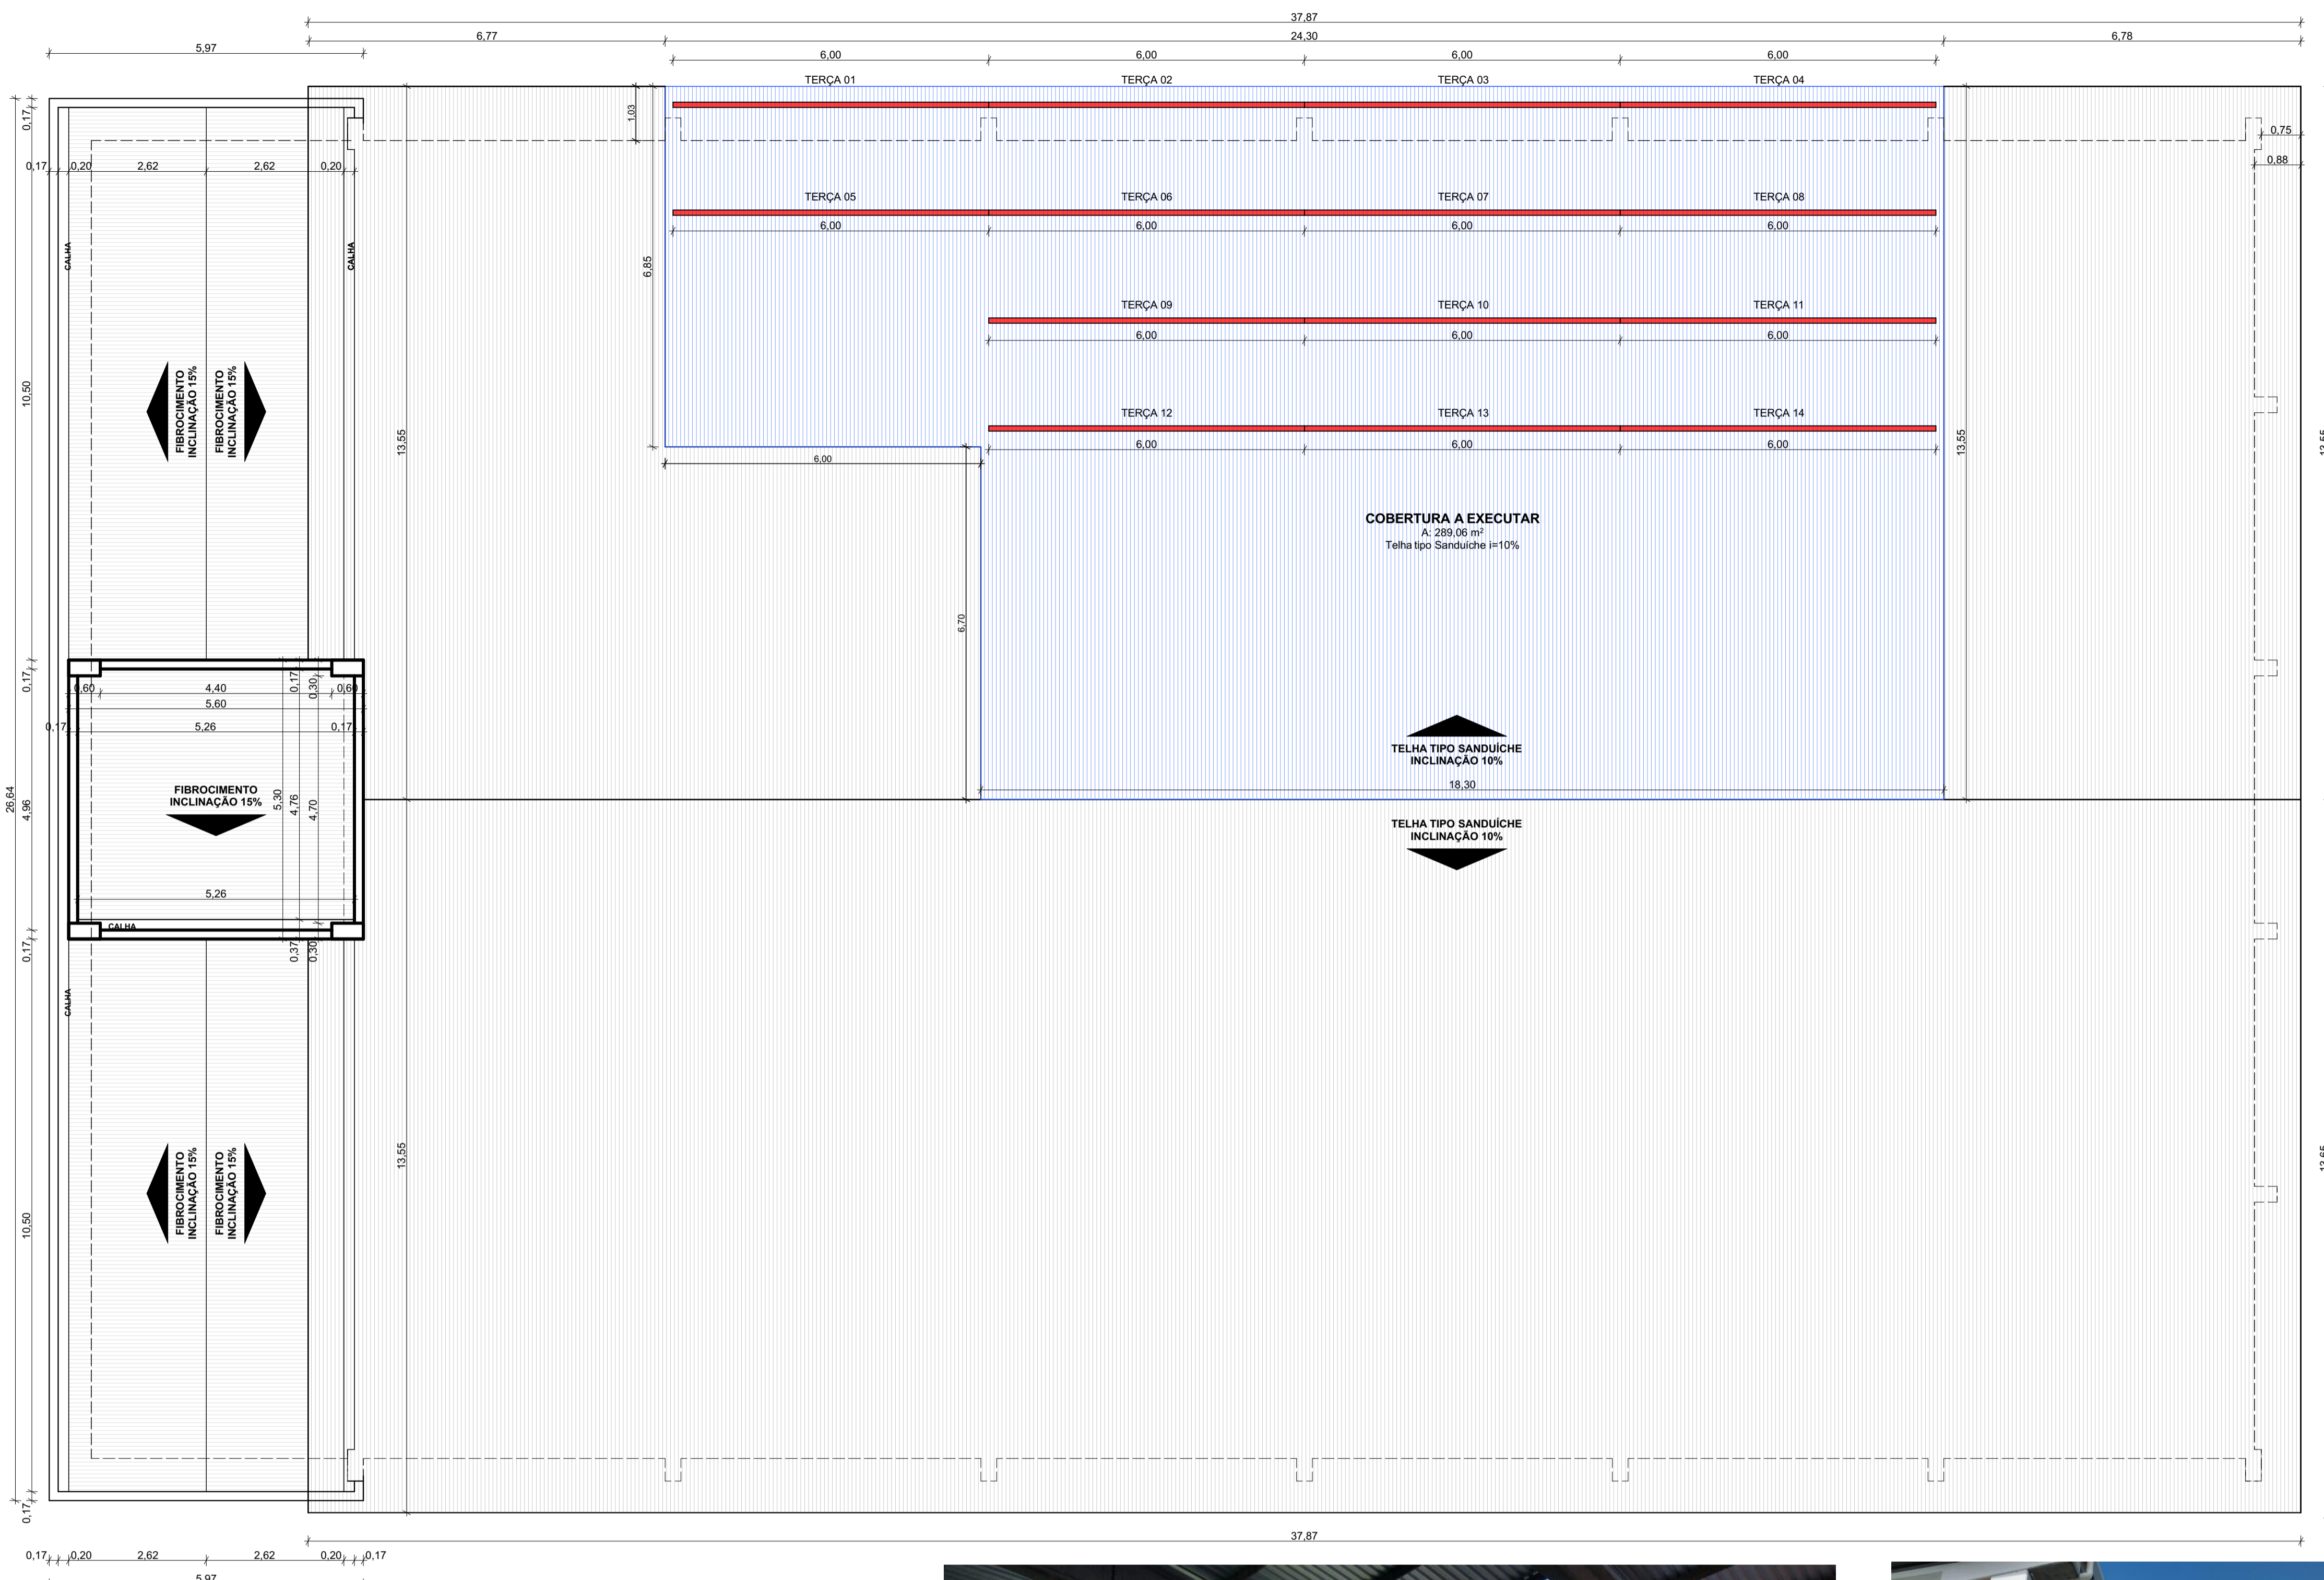 37,87
5,97
6,77
24,30
6,78
6,00
6,00
6,00
6,00
TERÇA 01
TERÇA 02
TERÇA 03
TERÇA 04
0,17
1,03
0,75
0,88
0,17
0,20
2,62
2,62
0,20
TERÇA 05
TERÇA 06
TERÇA 07
TERÇA 08
6,00
6,00
6,00
6,00
CALHA
CALHA
6,85
TERÇA 09
TERÇA 10
TERÇA 11
6,00
6,00
6,00
10,50
FIBROCIMENTO
INCLINAÇÃO 15%
FIBROCIMENTO
INCLINAÇÃO 15%
13,55
TERÇA 12
TERÇA 13
TERÇA 14
6,00
6,00
6,00
6,00
13,55
13,55
COBERTURA A EXECUTAR
A: 289,06 m²
Telha tipo Sanduíche i=10%
6,70
0,17
0,60
4,40
0,17
0,30
0,60
5,60
0,17
5,26
0,17
TELHA TIPO SANDUÍCHE
INCLINAÇÃO 10%
18,30
26,64
4,96
FIBROCIMENTO
INCLINAÇÃO 15%
5,30
4,76
4,70
TELHA TIPO SANDUÍCHE
INCLINAÇÃO 10%
5,26
CALHA
0,17
0,37
0,30
CALHA
10,50
FIBROCIMENTO
INCLINAÇÃO 15%
FIBROCIMENTO
INCLINAÇÃO 15%
13,55
0,17
37,87
0,17
0,20
2,62
2,62
0,20
0,17
5,97